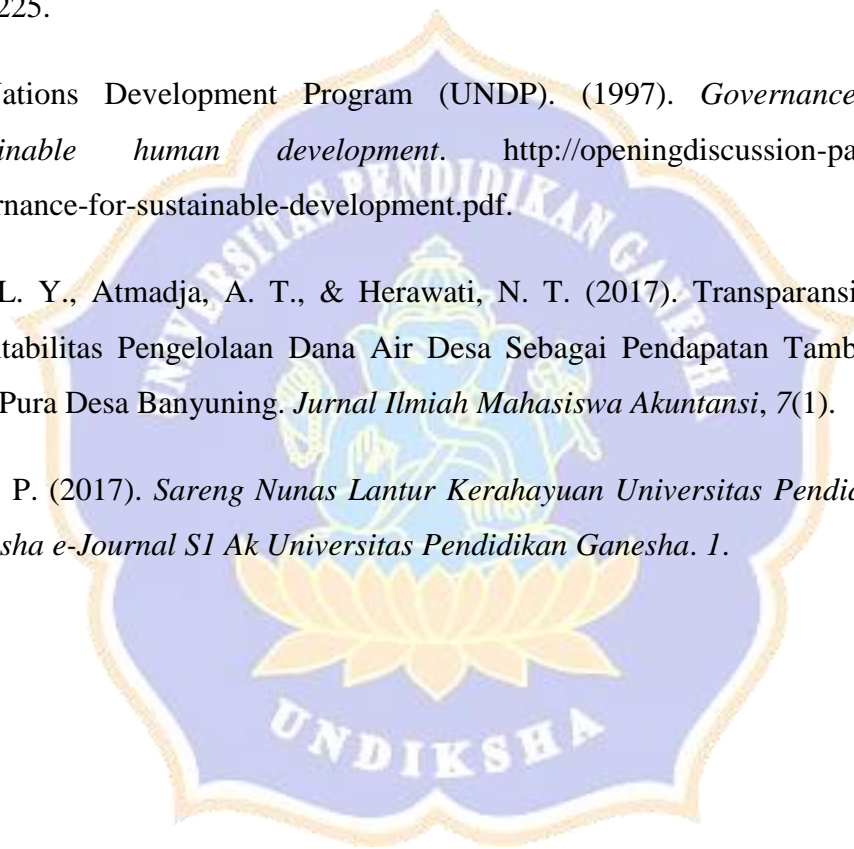 225.
Nations Development Program (UNDP). (1997). Governance
inable human development. http://openingdiscussion-pa
rnance-for-sustainable-development.pdf.
L. Y., Atmadja, A. T., & Herawati, N. T. (2017). Transparansi
ntabilitas Pengelolaan Dana Air Desa Sebagai Pendapatan Tamb
Pura Desa Banyuning. Jurnal Ilmiah Mahasiswa Akuntansi, 7(1).
P. (2017). Sareng Nunas Lantur Kerahayuan Universitas Pendid
sha e-Journal S1 Ak Universitas Pendidikan Ganesha. 1.
UNIVERSITAS PENDIDIKAN GANESHA
UNDIKSHA